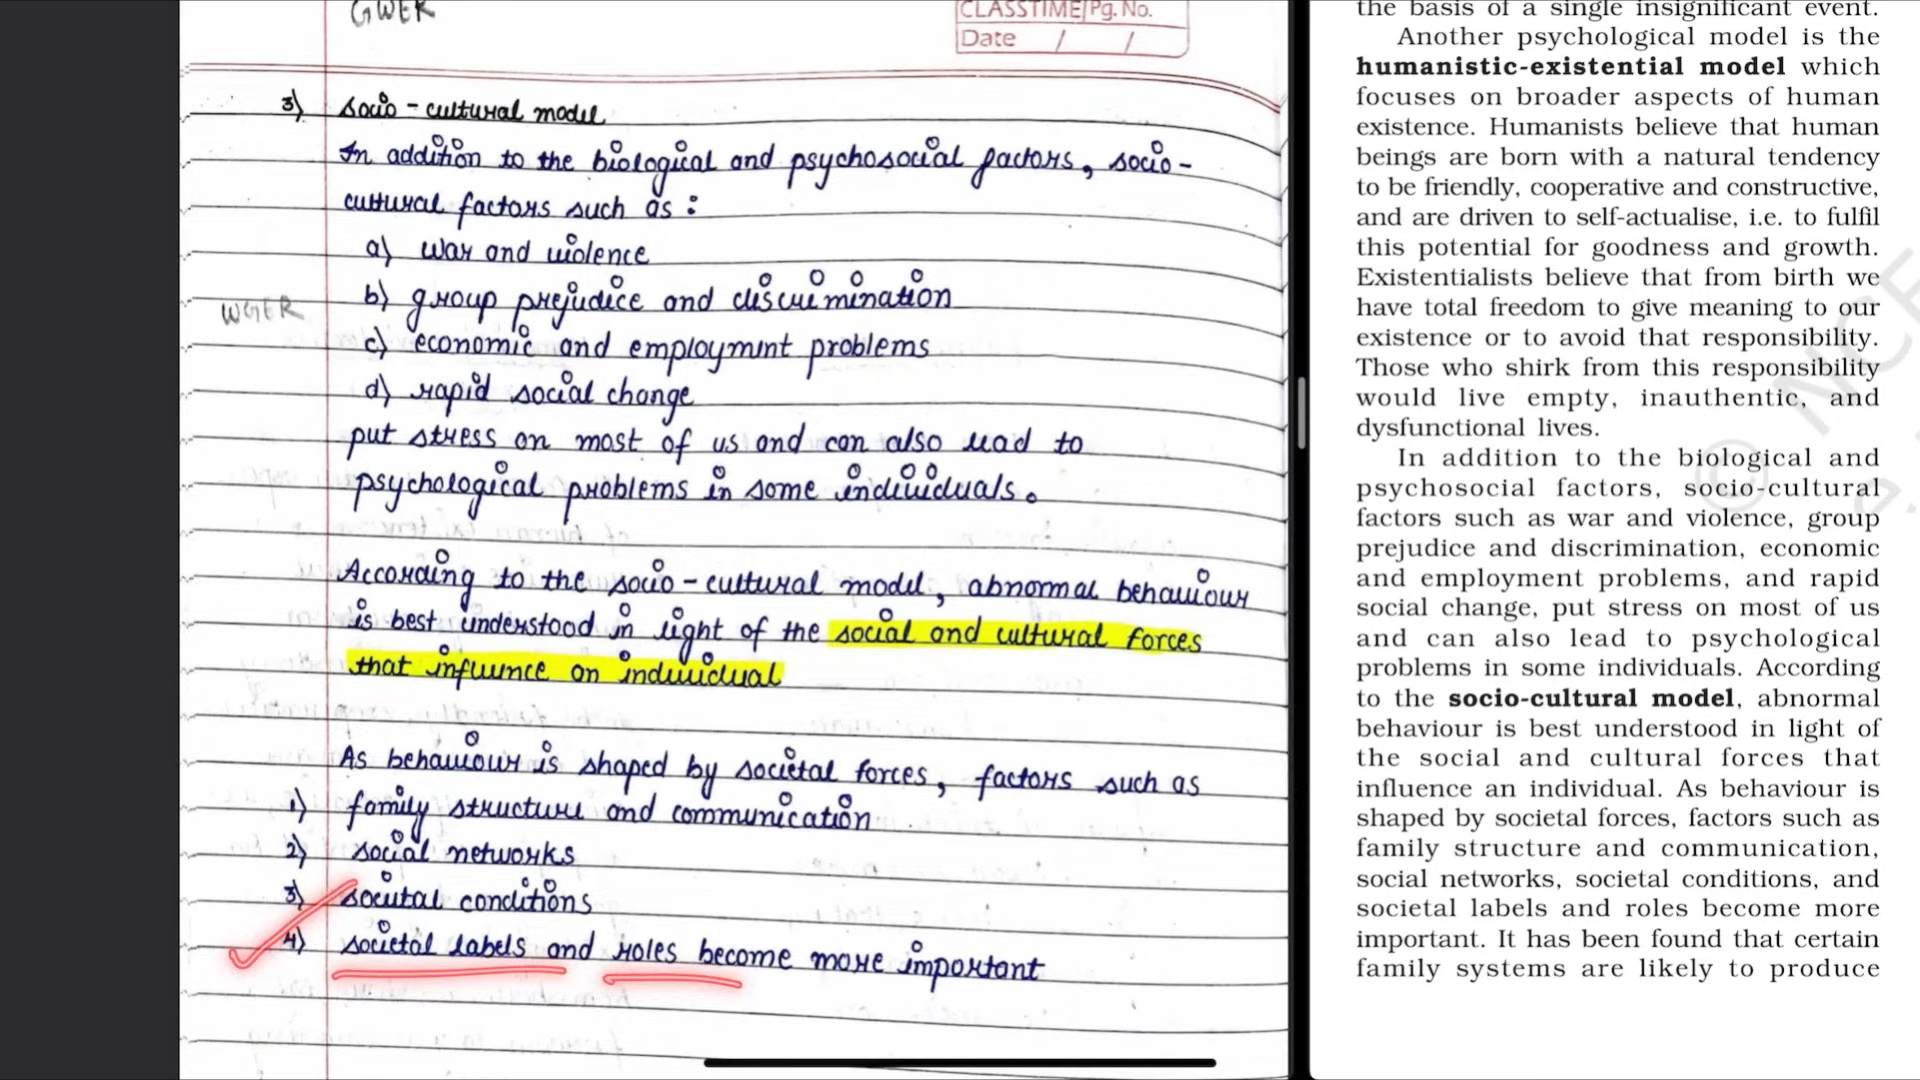 GWER
CLASSTIME Pg. No.
Date / /
3) socio-cultural model
In addition to the biological and psychosocial factors, socio-
cultural factors such as :
a) war and violence
WGER
b) group prejudice and discrimination
c) economic and employment problems
d) rapid social change
put stress on most of us and can also lead to
psychological problems in some individuals.
According to the socio-cultural model, abnormal behaviour
is best understood in light of the social and cultural forces
that influence an individual
As behaviour is shaped by societal forces, factors such as
1) family structure and communication
2) social networks
3) societal conditions
4) societal labels and roles become more important
the basis of a single insignificant event.
Another psychological model is the
humanistic-existential model which
focuses on broader aspects of human
existence. Humanists believe that human
beings are born with a natural tendency
to be friendly, cooperative and constructive,
and are driven to self-actualise, i.e. to fulfil
this potential for goodness and growth.
Existentialists believe that from birth we
have total freedom to give meaning to our
existence or to avoid that responsibility.
Those who shirk from this responsibility
would live empty, inauthentic, and
dysfunctional lives.
In addition to the biological and
psychosocial factors, socio-cultural
factors such as war and violence, group
prejudice and discrimination, economic
and employment problems, and rapid
social change, put stress on most of us
and can also lead to psychological
problems in some individuals. According
to the socio-cultural model, abnormal
behaviour is best understood in light of
the social and cultural forces that
influence an individual. As behaviour is
shaped by societal forces, factors such as
family structure and communication,
social networks, societal conditions, and
societal labels and roles become more
important. It has been found that certain
family systems are likely to produce